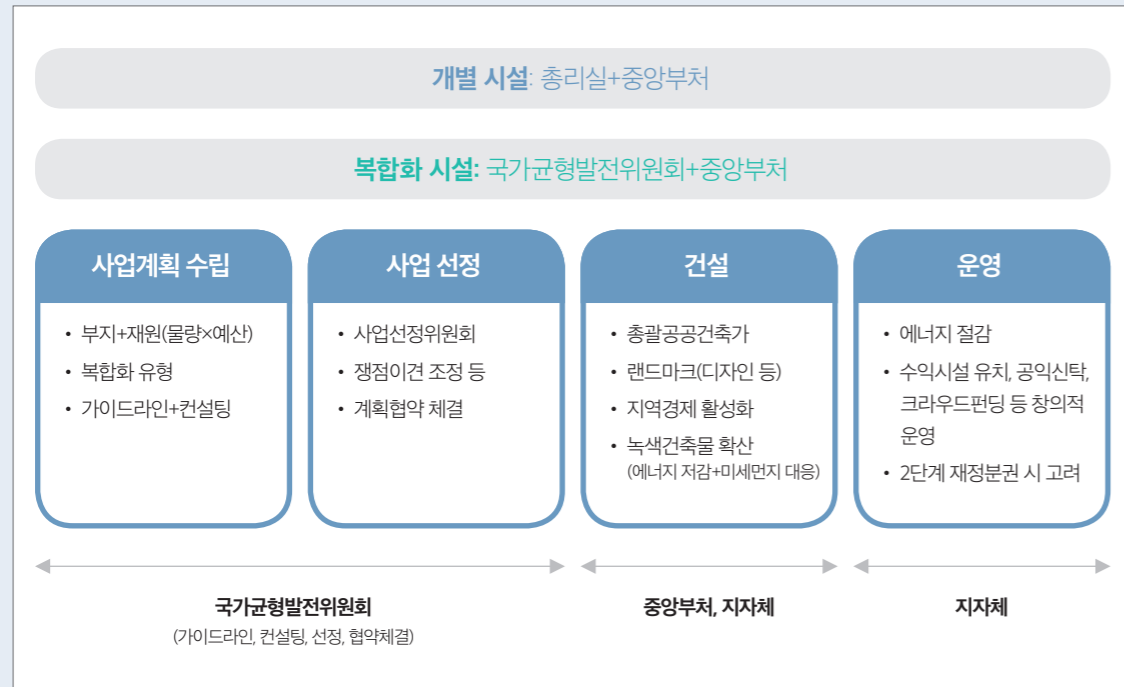 개별 시설: 총리실+중앙부처
복합화 시설: 국가균형발전위원회+중앙부처
사업계획 수립
• 부지+재원(물량×예산)
• 복합화 유형
• 가이드라인+컨설팅
사업 선정
• 사업선정위원회
• 쟁점이견 조정 등
• 계획협약 체결
건설
• 총괄공공건축가
• 랜드마크(디자인 등)
• 지역경제 활성화
• 녹색건축물 확산
(에너지 저감+미세먼지 대응)
운영
• 에너지 절감
• 수익시설 유치, 공익신탁,
크라우드펀딩 등 창의적
운영
• 2단계 재정분권 시 고려
국가균형발전위원회
(가이드라인, 컨설팅, 선정, 협약체결)
중앙부처, 지자체
지자체